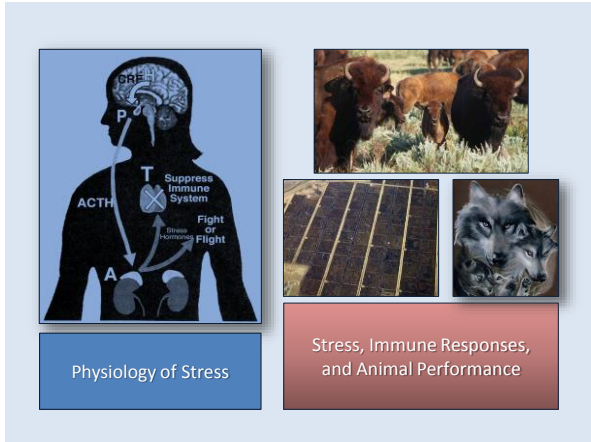 CRF
P
T
Suppress
Immune
System
ACTH
Fight
or
Flight
Stress
Hormones
A
Physiology of Stress
Stress, Immune Responses,
and Animal Performance